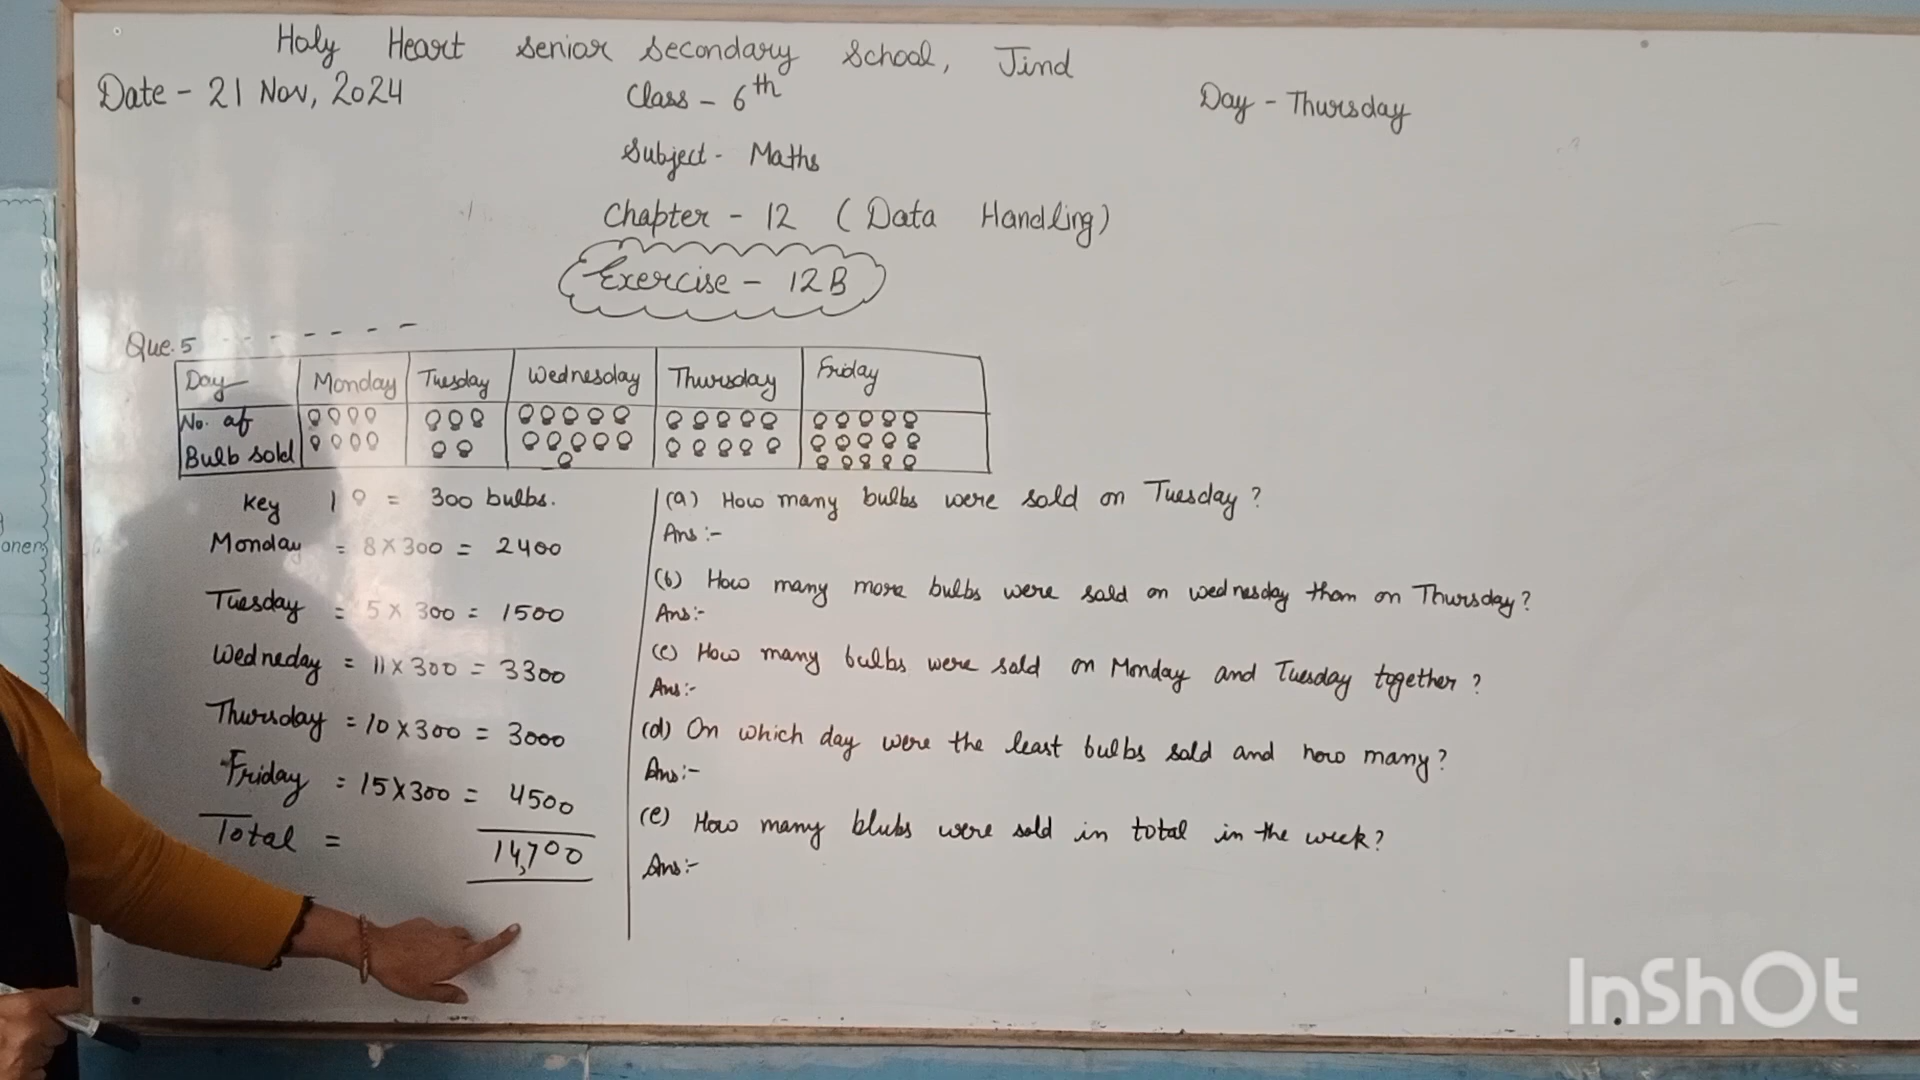 Holy Heart Senior Secondary School, Jind
Date - 21 Nov, 2024
Class - 6th
Day - Thursday
Subject - Maths
Chapter - 12 (Data Handling)
Exercise - 12B
Que. 5 - - - - - - -
Day Monday Tuesday Wednesday Thursday Friday
No. of
Bulb sold
Key 1 = 300 bulbs.
Monday = 8 × 300 = 2400
Tuesday = 5 × 300 = 1500
Wedneday = 11 × 300 = 3300
Thursday = 10 × 300 = 3000
Friday = 15 × 300 = 4500
Total = 14,700
(a) How many bulbs were sold on Tuesday?
Ans :-
(b) How many more bulbs were sold on wednesday than on Thursday?
Ans :-
(c) How many bulbs were sold on Monday and Tuesday together?
Ans :-
(d) On which day were the least bulbs sold and how many?
Ans :-
(e) How many blubs were sold in total in the week?
Ans :-
InShOt